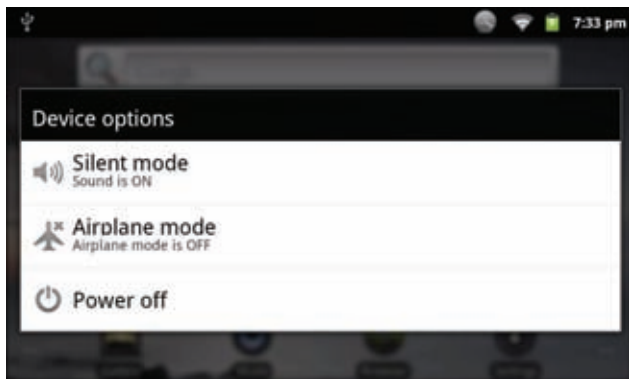 7:33 pm
Device options
Silent mode
Sound is ON
Airplane mode
Airplane mode is OFF
Power off